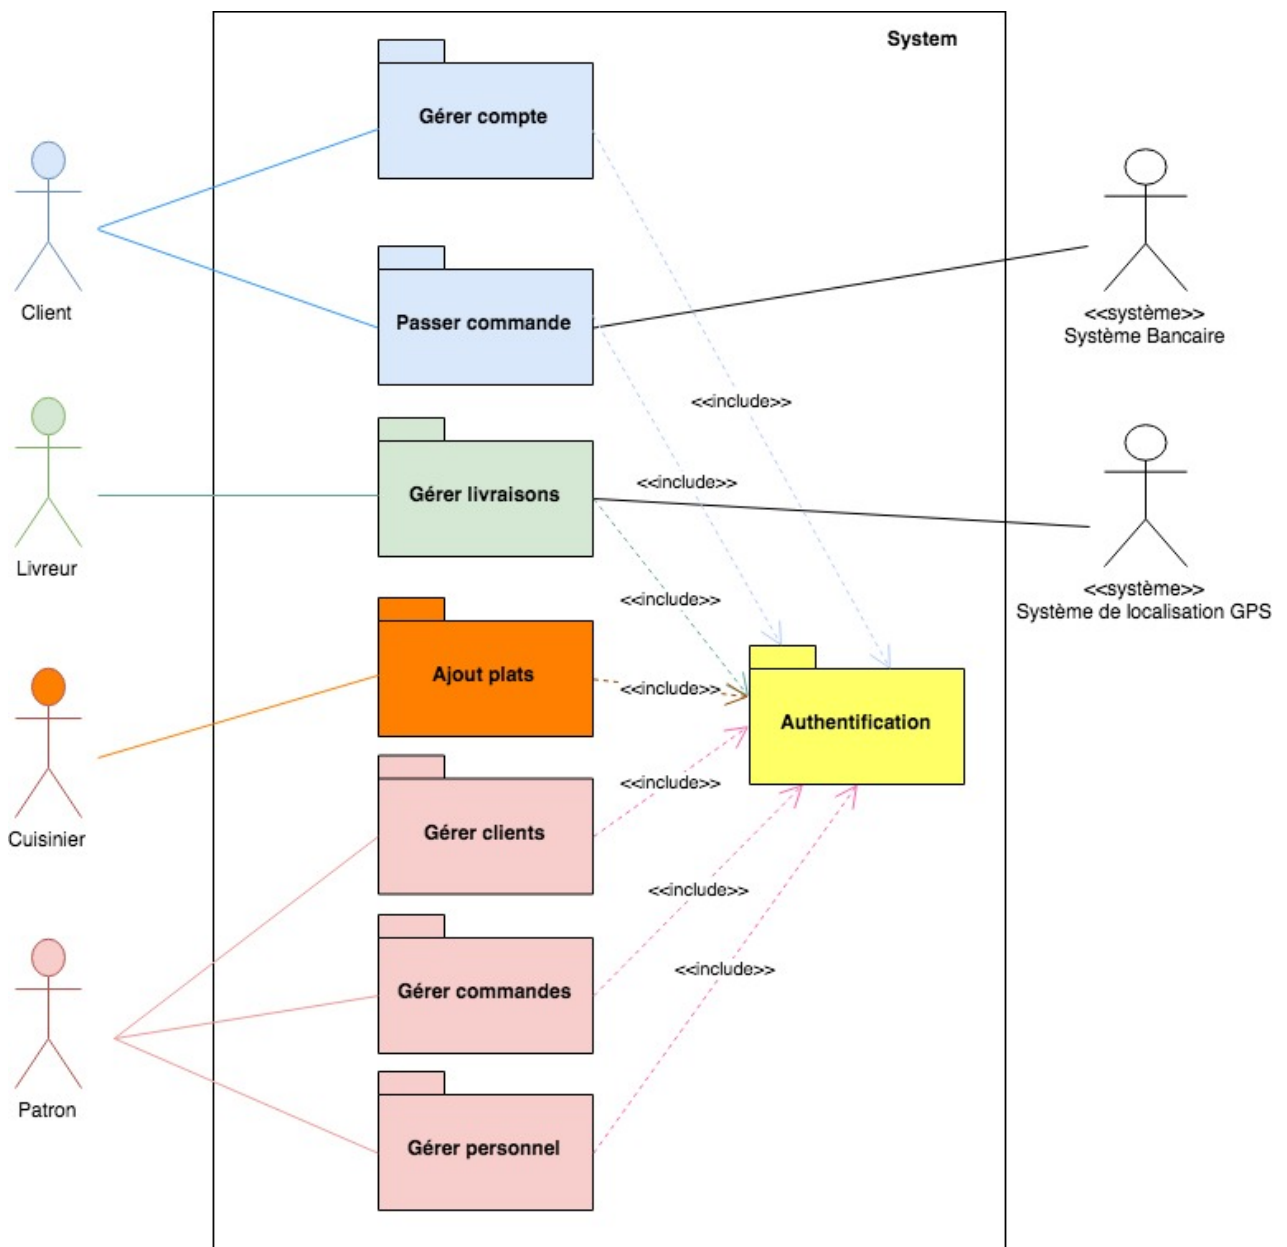 System
Gérer compte
Client
Passer commande
<<système>>
Système Bancaire
<<include>>
<<include>>
Gérer livraisons
Livreur
<<système>>
Système de localisation GPS
<<include>>
Ajout plats
<<include>>
Authentification
Cuisinier
<<include>>
Gérer clients
<<include>>
Gérer commandes
<<include>>
Patron
Gérer personnel